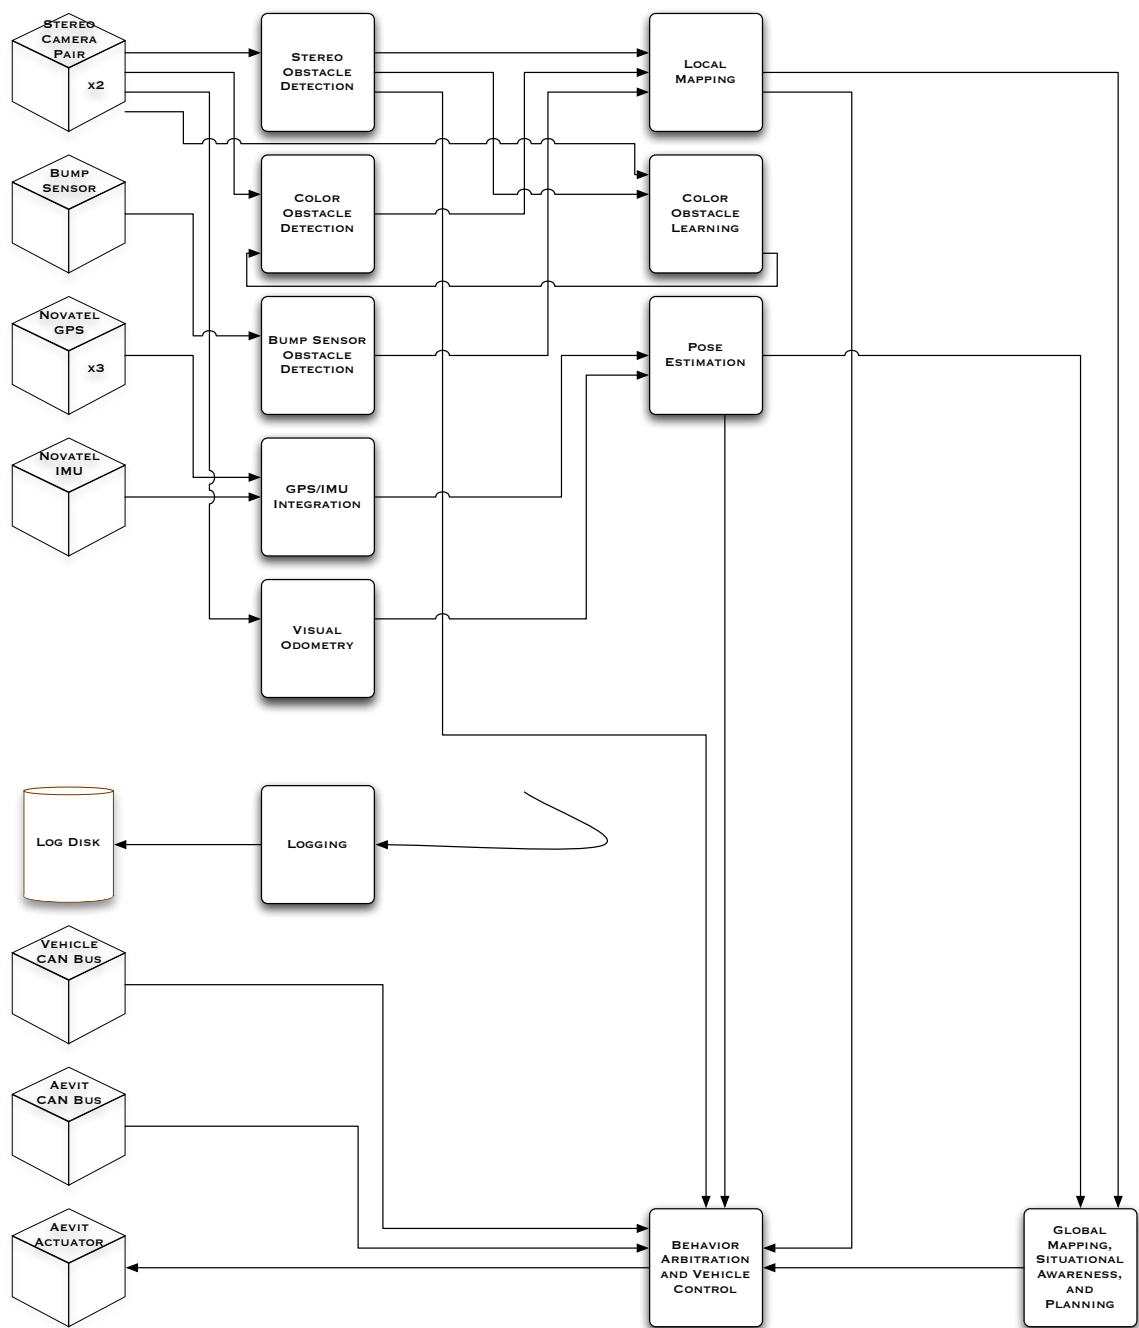 Stereo
Camera
Pair
x2
Stereo
Obstacle
Detection
Local
Mapping
Bump
Sensor
Color
Obstacle
Detection
Color
Obstacle
Learning
Novatel
GPS
x3
Bump Sensor
Obstacle
Detection
Pose
Estimation
Novatel
IMU
GPS/IMU
Integration
Visual
Odometry
Log Disk
Logging
Vehicle
CAN Bus
Aevit
CAN Bus
Aevit
Actuator
Behavior
Arbitration
and Vehicle
Control
Global
Mapping,
Situational
Awareness,
and
Planning